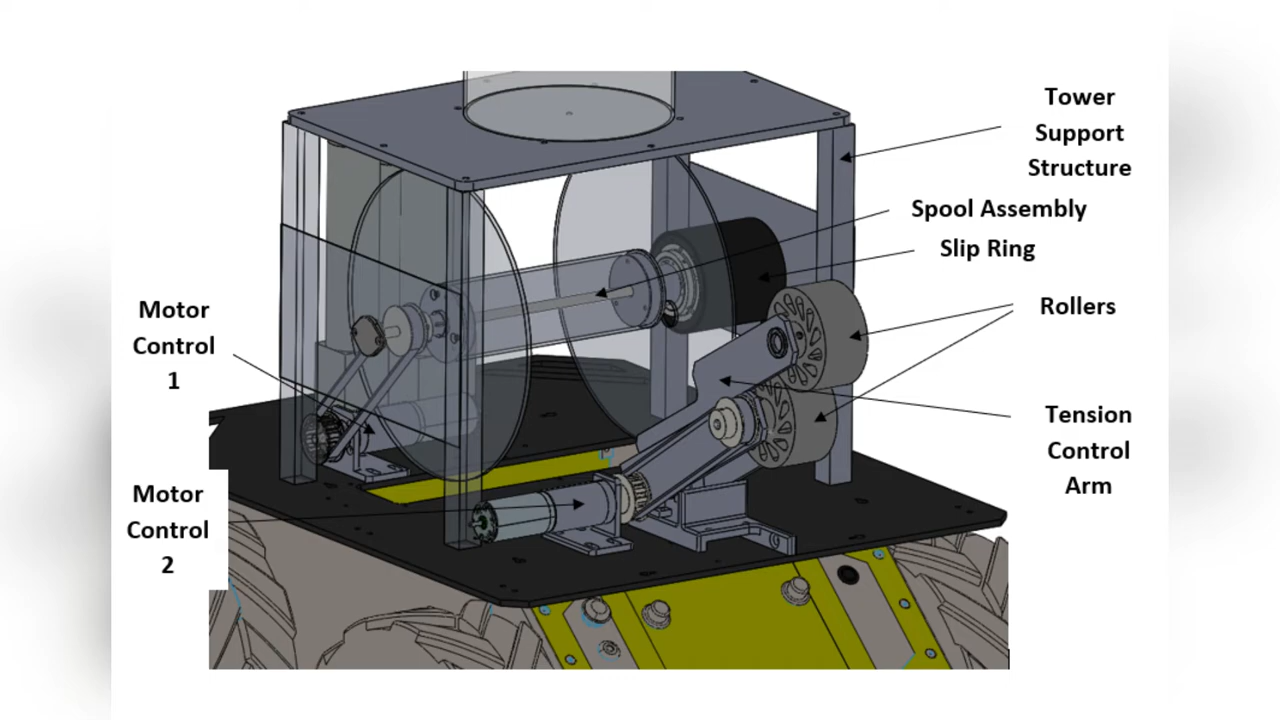 Tower
Support
Structure
Spool Assembly
Slip Ring
Rollers
Tension
Control
Arm
Motor
Control
1
Motor
Control
2